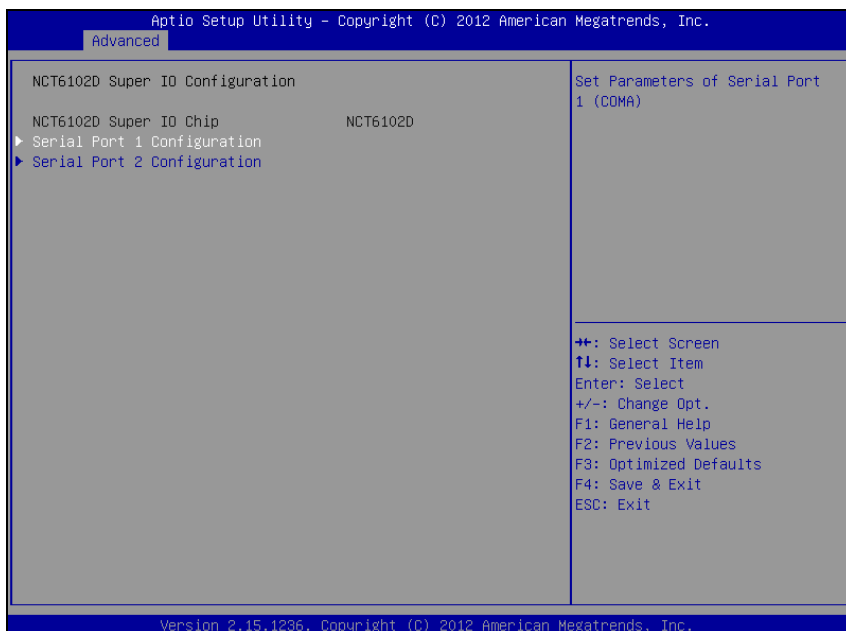 Aptio Setup Utility – Copyright (C) 2012 American Megatrends, Inc.
Advanced
NCT6102D Super IO Configuration
NCT6102D Super IO Chip NCT6102D
Serial Port 1 Configuration
Serial Port 2 Configuration
Set Parameters of Serial Port
1 (COMA)
→←: Select Screen
↑↓: Select Item
Enter: Select
+/-: Change Opt.
F1: General Help
F2: Previous Values
F3: Optimized Defaults
F4: Save & Exit
ESC: Exit
Version 2.15.1236. Copyright (C) 2012 American Megatrends, Inc.